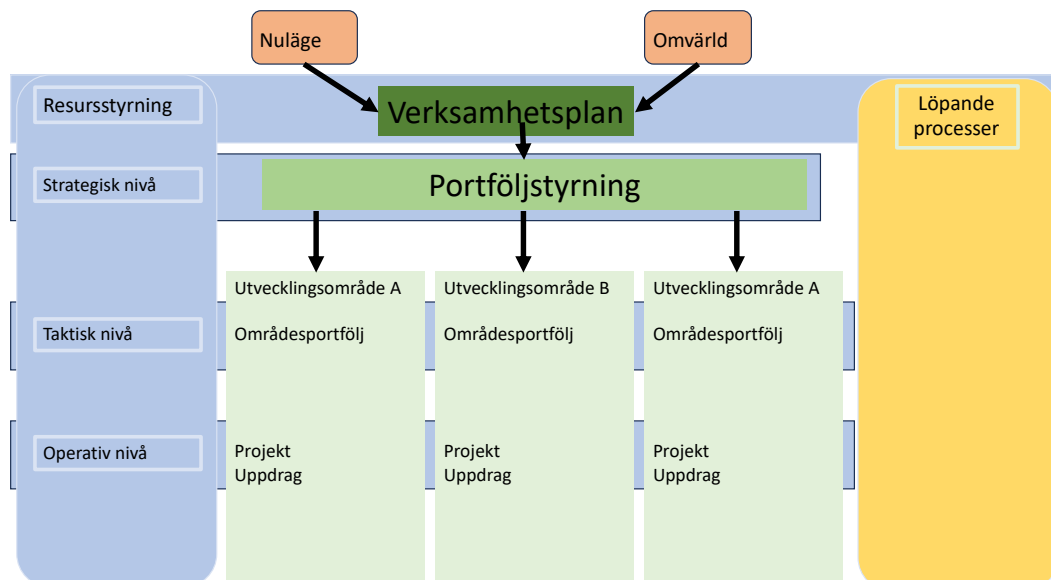 Nuläge
Omvärld
Resursstyrning
Verksamhetsplan
Löpande
processer
Strategisk nivå
Portföljstyrning
Utvecklingsområde A
Utvecklingsområde B
Utvecklingsområde A
Taktisk nivå
Områdesportfölj
Områdesportfölj
Områdesportfölj
Operativ nivå
Projekt
Uppdrag
Projekt
Uppdrag
Projekt
Uppdrag